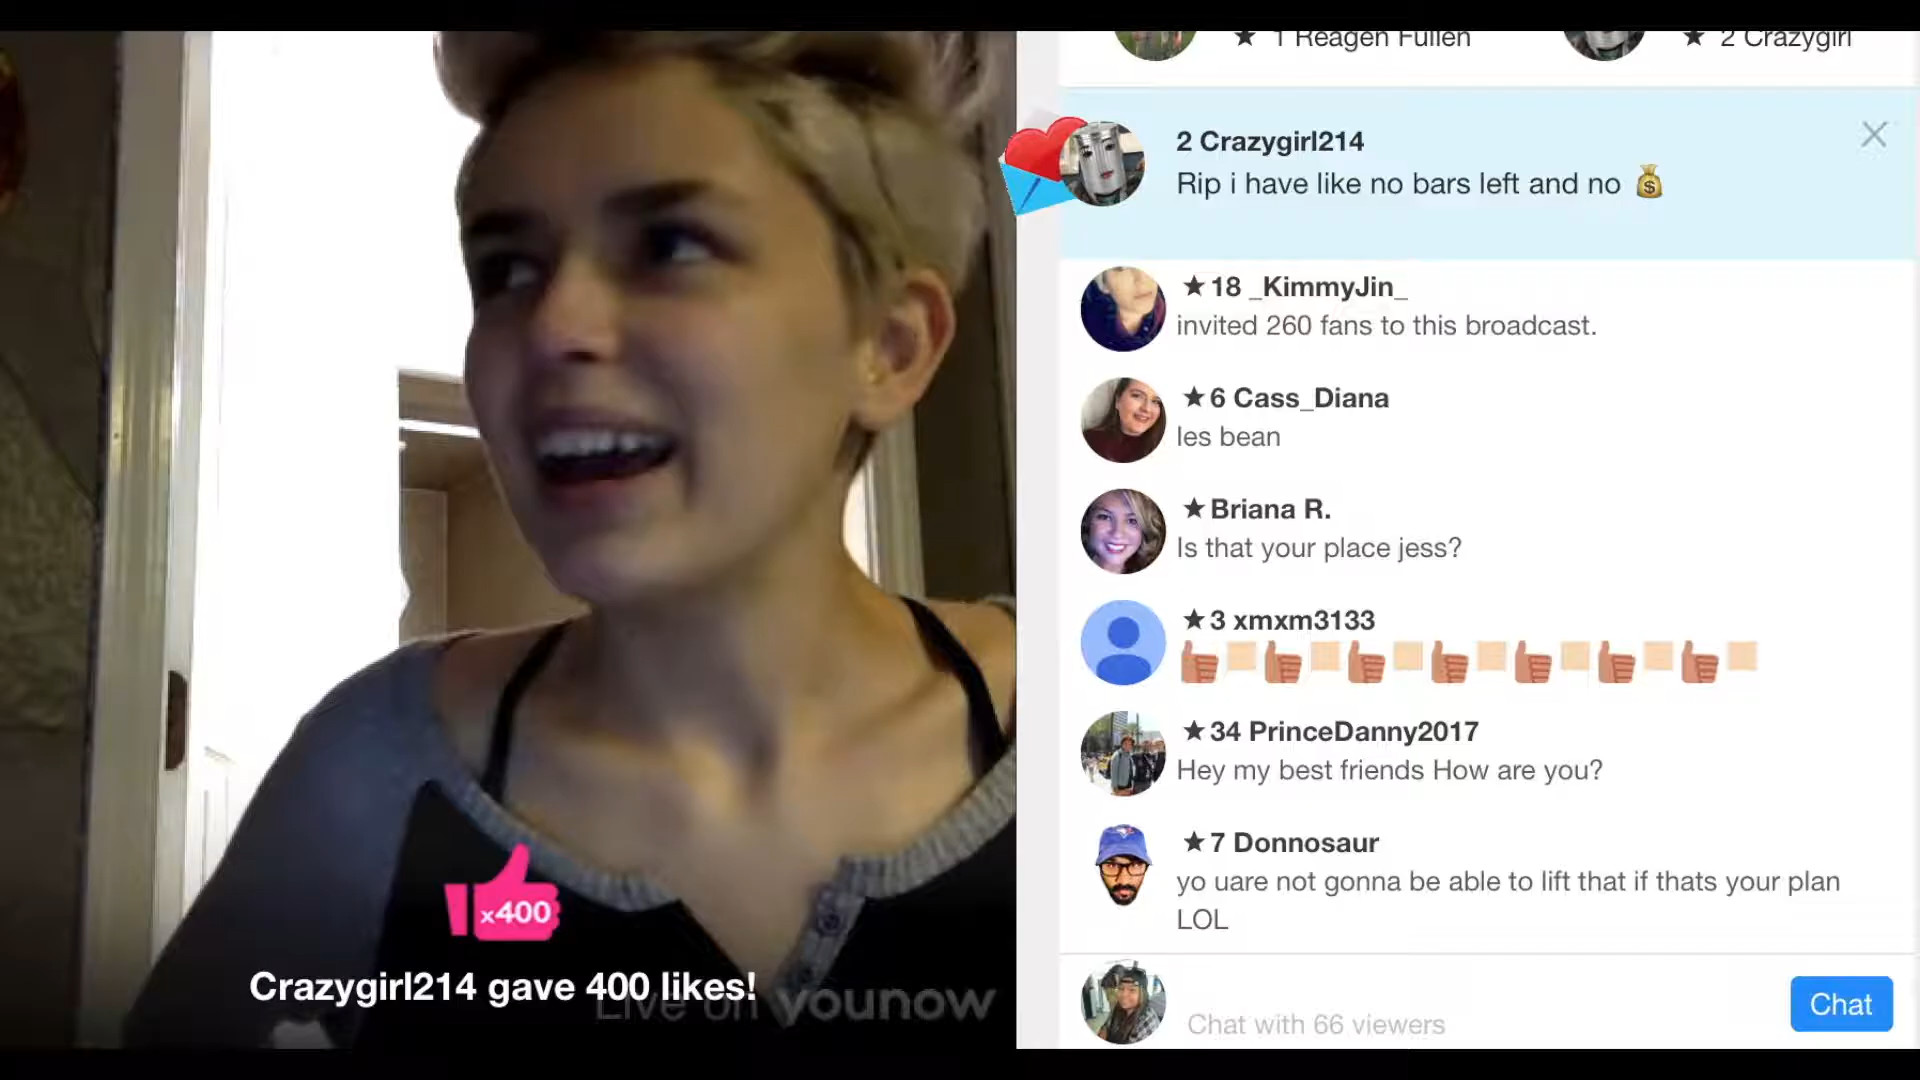 ★ 1 Reagen Fullen
★ 2 Crazygirl
2 Crazygirl214
Rip i have like no bars left and no 💰
★ 18 _KimmyJin_
invited 260 fans to this broadcast.
★ 6 Cass_Diana
les bean
★ Briana R.
Is that your place jess?
★ 3 xmxm3133
★ 34 PrinceDanny2017
Hey my best friends How are you?
★ 7 Donnosaur
yo uare not gonna be able to lift that if thats your plan
LOL
Chat with 66 viewers
Chat
x400
Crazygirl214 gave 400 likes!
Live on younow